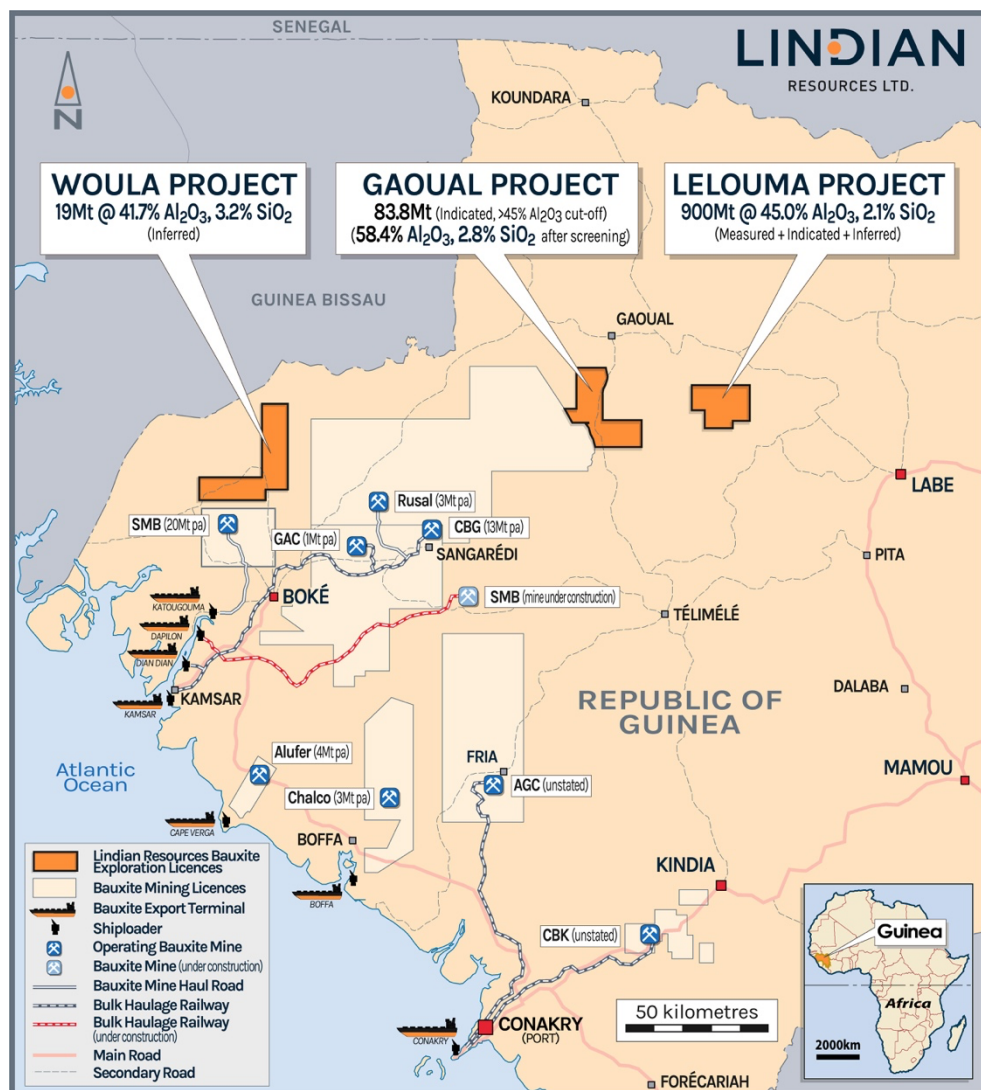 SENEGAL
LINDIAN
RESOURCES LTD.
N
KOUNDARA
WOULA PROJECT
19Mt @ 41.7% Al₂O₃, 3.2% SiO₂
(Inferred)
GAOUAL PROJECT
83.8Mt (Indicated, >45% Al₂O₃ cut-off)
(58.4% Al₂O₃, 2.8% SiO₂ after screening)
LELOUMA PROJECT
900Mt @ 45.0% Al₂O₃, 2.1% SiO₂
(Measured + Indicated + Inferred)
GUINEA BISSAU
GAOUAL
LABE
Rusal (3Mt pa)
SMB (20Mt pa)
GAC (1Mt pa)
CBG (13Mt pa)
SANGARÉDI
PITA
BOKÉ
SMB (mine under construction)
KATOUGOUMA
TÉLIMÉLÉ
DAPILON
DIAN DIAN
KAMSAR
KAMSAR
DALABA
REPUBLIC OF
GUINEA
Alufer (4Mt pa)
FRIA
Atlantic
Ocean
MAMOU
Chalco (3Mt pa)
AGC (unstated)
CAPE VERGA
BOFFA
BOFFA
KINDIA
CBK (unstated)
Lindian Resources Bauxite
Exploration Licences
Bauxite Mining Licences
Bauxite Export Terminal
Shiploader
Operating Bauxite Mine
Bauxite Mine (under construction)
Bauxite Mine Haul Road
Bulk Haulage Railway
Bulk Haulage Railway
(under construction)
Main Road
Secondary Road
Guinea
Africa
2000km
50 kilometres
CONAKRY
CONAKRY
(PORT)
FORÉCARIAH